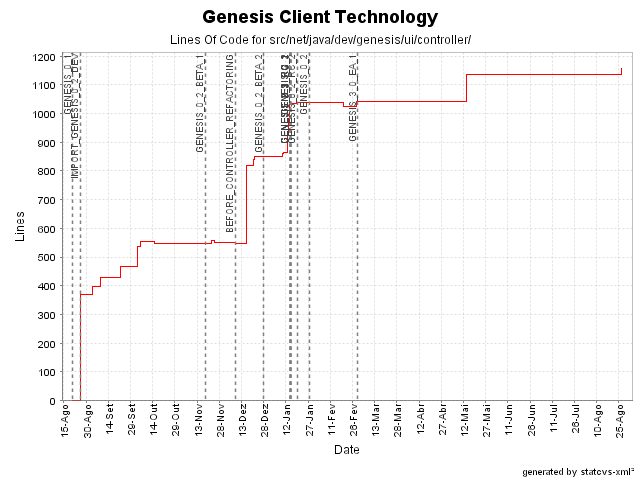 Genesis Client Technology
Lines Of Code for src/net/java/dev/genesis/ui/controller/
Lines
1200
1100
1000
900
800
700
600
500
400
300
200
100
0
GENESIS_0_1
IMPORT_GENESIS_0_2_DEV
GENESIS_0_2_BETA_1
BEFORE_CONTROLLER_REFACTORING
GENESIS_0_2_BETA_2
GENESIS_0_2
GENESIS_3_0_EA_1
15-Ago
30-Ago
14-Set
29-Set
14-Out
29-Out
13-Nov
28-Nov
13-Dez
28-Dez
12-Jan
27-Jan
11-Fev
26-Fev
13-Mar
28-Mar
12-Abr
27-Abr
12-Mai
27-Mai
11-Jun
26-Jun
11-Jul
26-Jul
10-Ago
25-Ago
Date
generated by statcvs-xml²